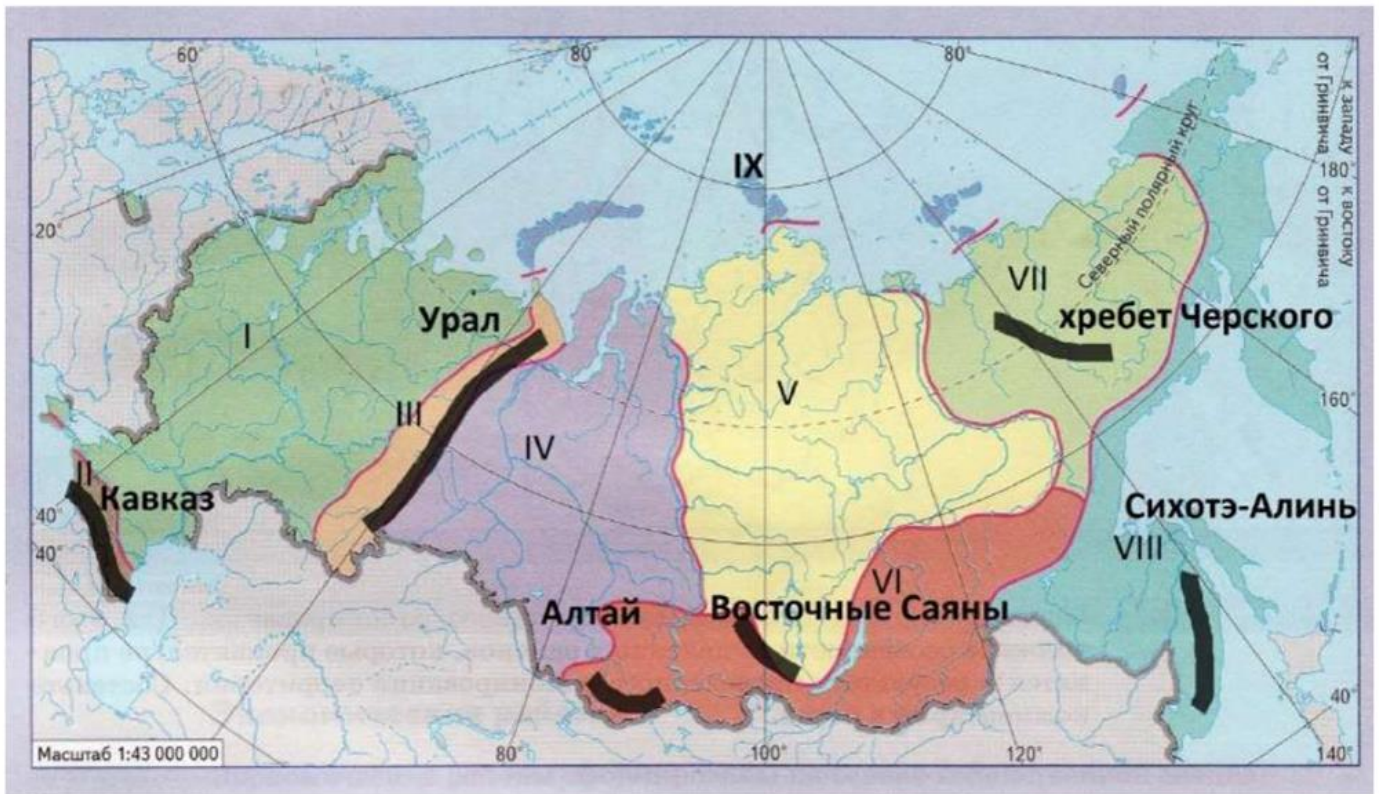 60°
80°
80°
к западу
от Гринвича
к востоку
от Гринвича
180°
Северный полярный круг
IX
20°
VII
Урал
I
хребет Черского
V
160°
III
IV
II
Кавказ
Сихотэ-Алинь
40°
VIII
40°
VI
Алтай
Восточные Саяны
40°
Масштаб 1:43 000 000
80°
100°
120°
140°